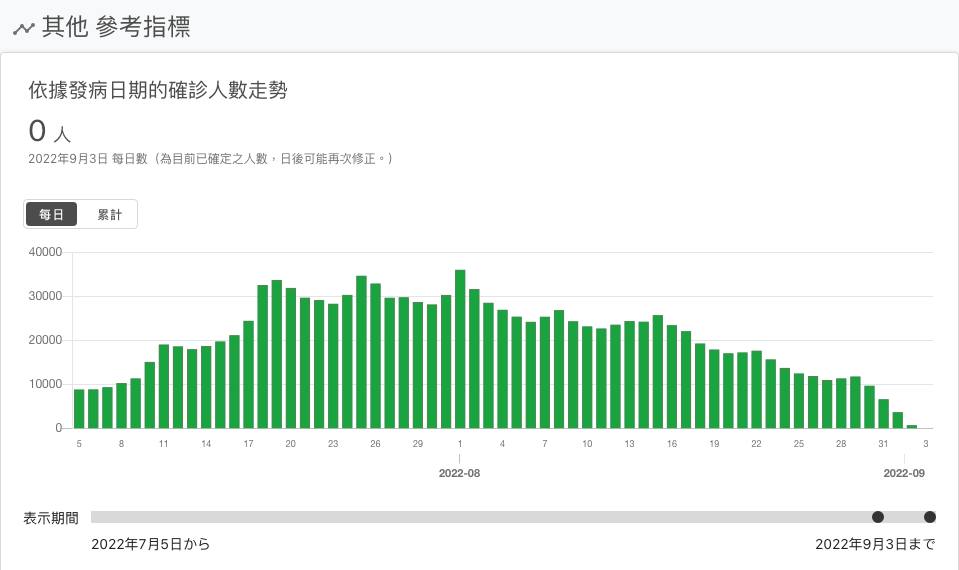 其他 參考指標
依據發病日期的確診人數走勢
0 人
2022年9月3日 每日數（為目前已確定之人數，日後可能再次修正。）
每日 累計
40000
30000
20000
10000
0
5 8 11 14 17 20 23 26 29 1 4 7 10 13 16 19 22 25 28 31 3
2022-08 2022-09
表示期間
2022年7月5日から 2022年9月3日まで